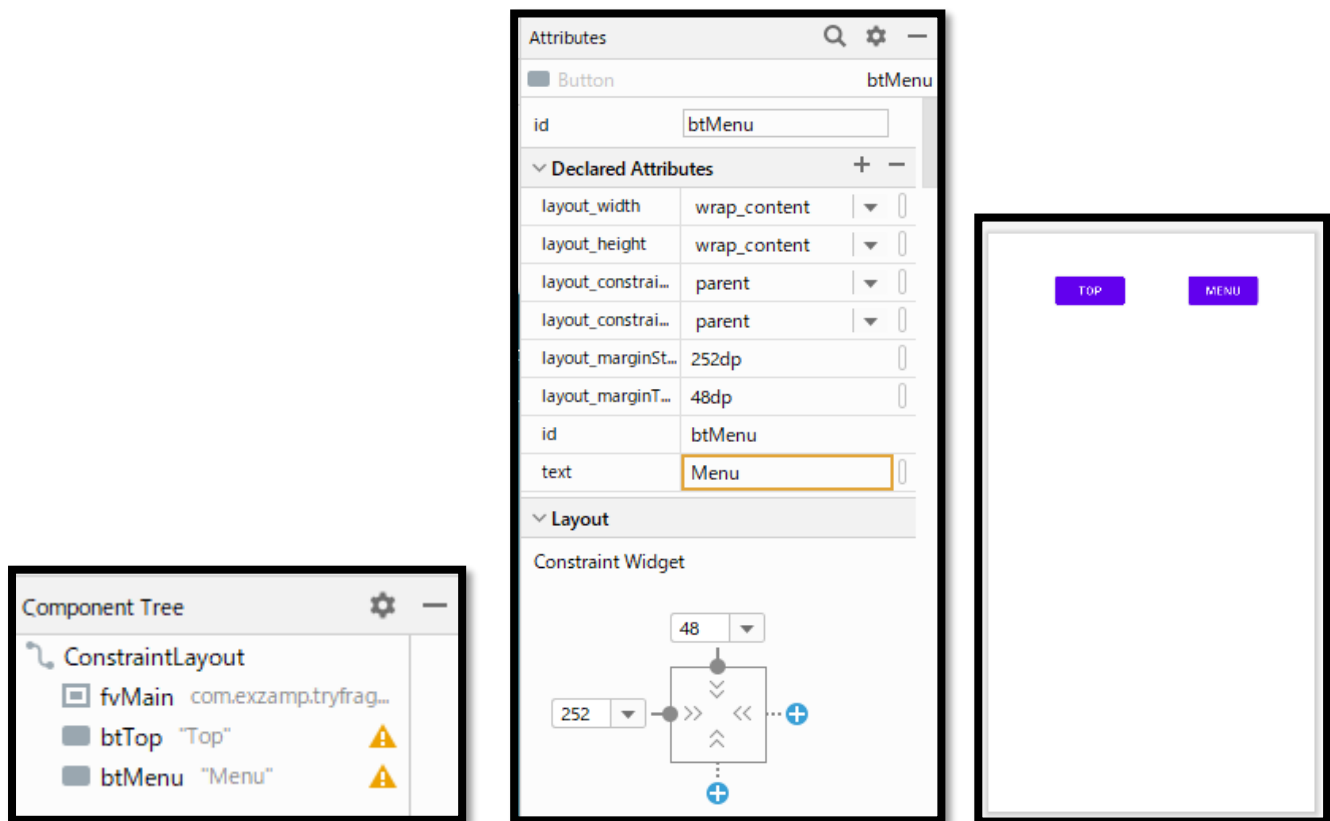 Component Tree
ConstraintLayout
fvMain com.exzamp.tryfrag...
btTop "Top"
btMenu "Menu"
Attributes
Button btMenu
id btMenu
Declared Attributes
layout_width wrap_content
layout_height wrap_content
layout_constrai... parent
layout_constrai... parent
layout_marginSt... 252dp
layout_marginT... 48dp
id btMenu
text Menu
Layout
Constraint Widget
48
252
TOP MENU